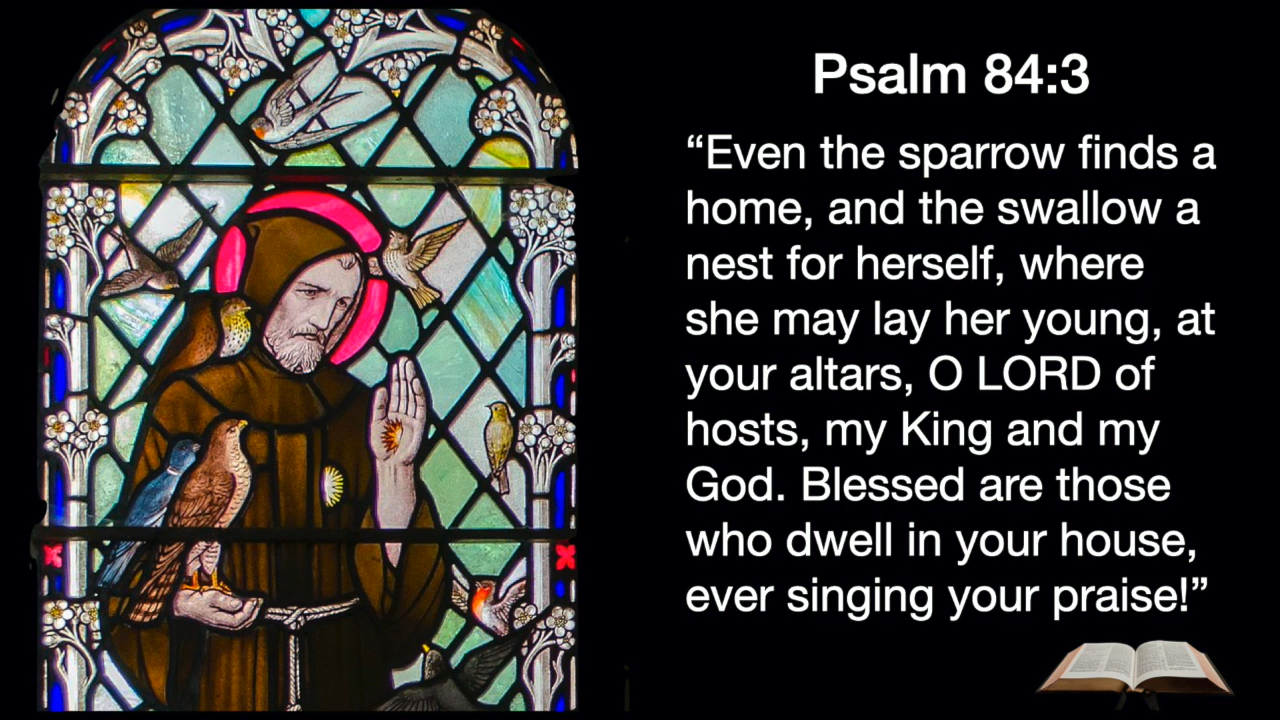 Psalm 84:3
“Even the sparrow finds a
home, and the swallow a
nest for herself, where
she may lay her young, at
your altars, O LORD of
hosts, my King and my
God. Blessed are those
who dwell in your house,
ever singing your praise!”